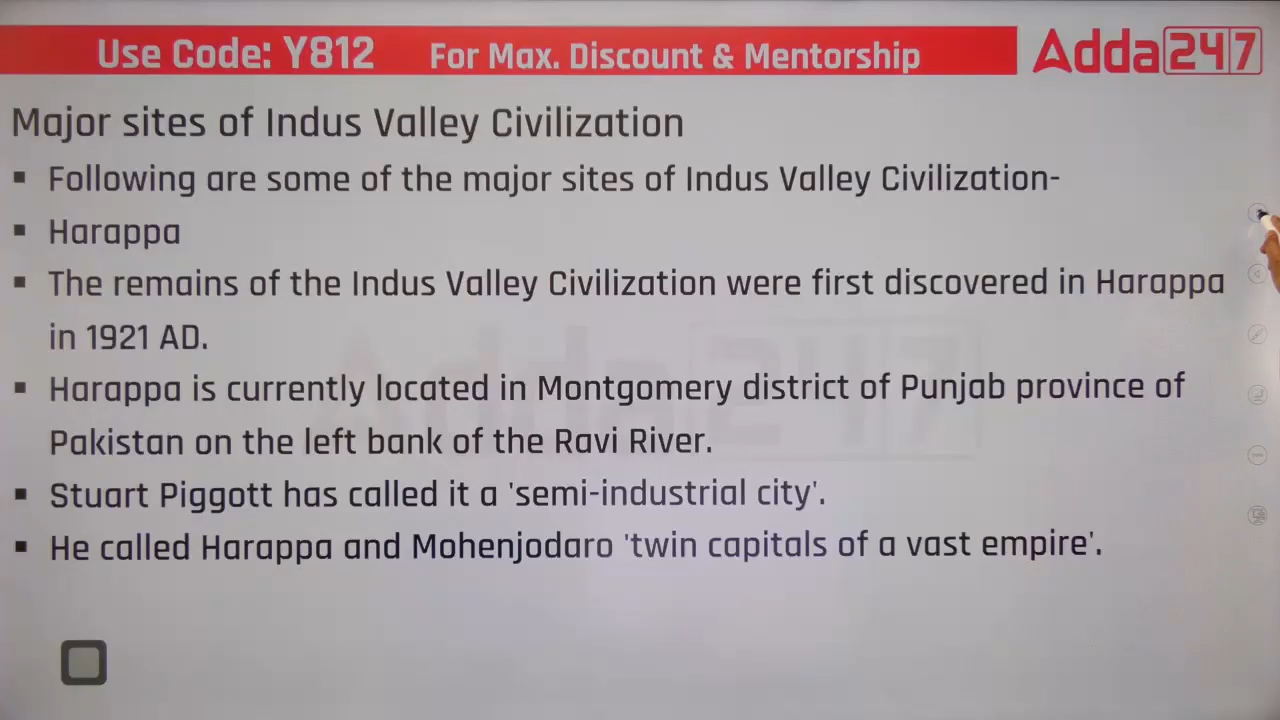 Use Code: Y812 For Max. Discount & Mentorship Adda247
Major sites of Indus Valley Civilization
▪ Following are some of the major sites of Indus Valley Civilization-
▪ Harappa
▪ The remains of the Indus Valley Civilization were first discovered in Harappa
in 1921 AD.
▪ Harappa is currently located in Montgomery district of Punjab province of
Pakistan on the left bank of the Ravi River.
▪ Stuart Piggott has called it a 'semi-industrial city'.
▪ He called Harappa and Mohenjodaro 'twin capitals of a vast empire'.
Adda247